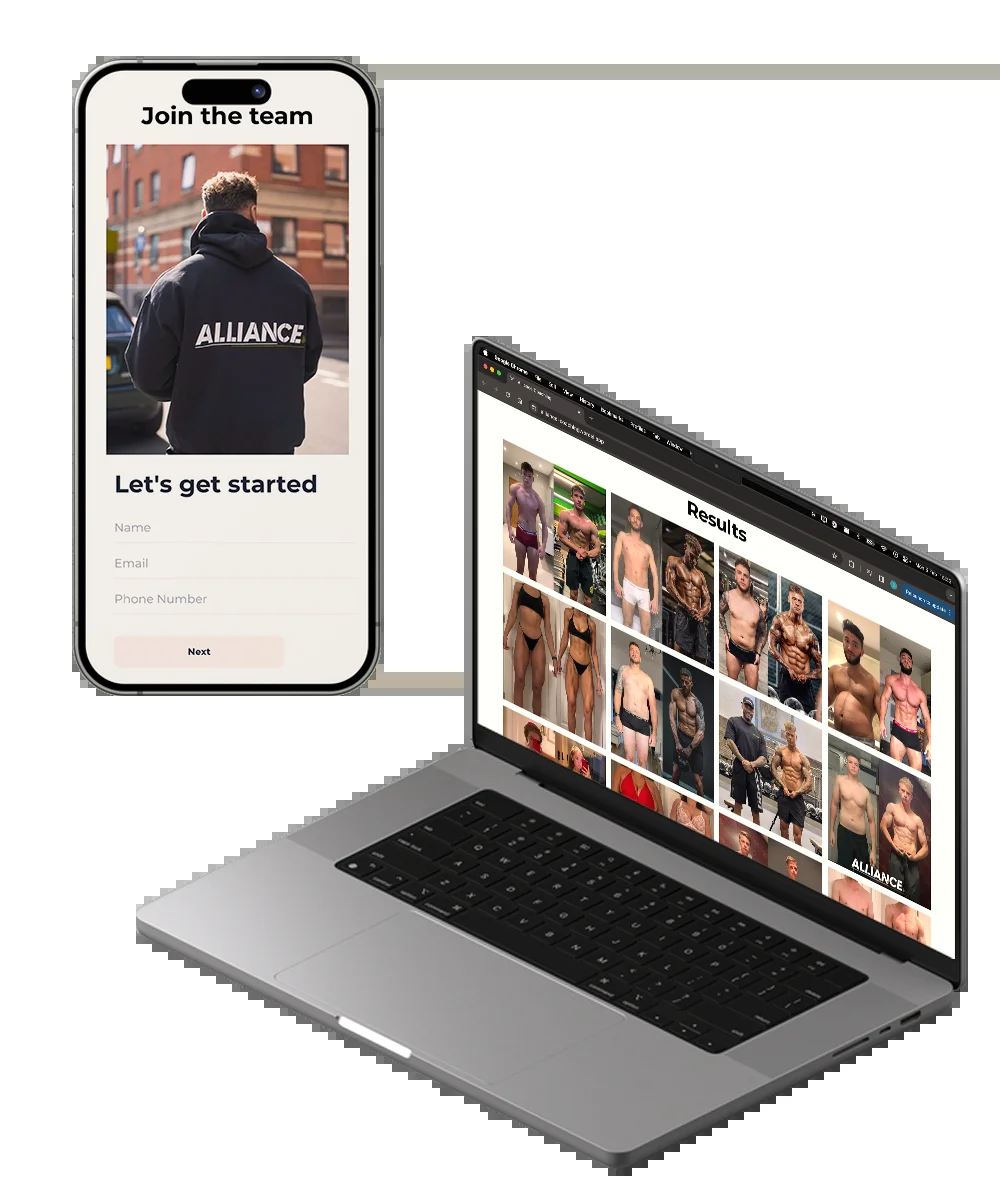 Join the team
ALLIANCE.
Let's get started
Name
Email
Phone Number
Next
Google Chrome File Edit View History Bookmarks Profiles Tab Window
Results
ALLIANCE.